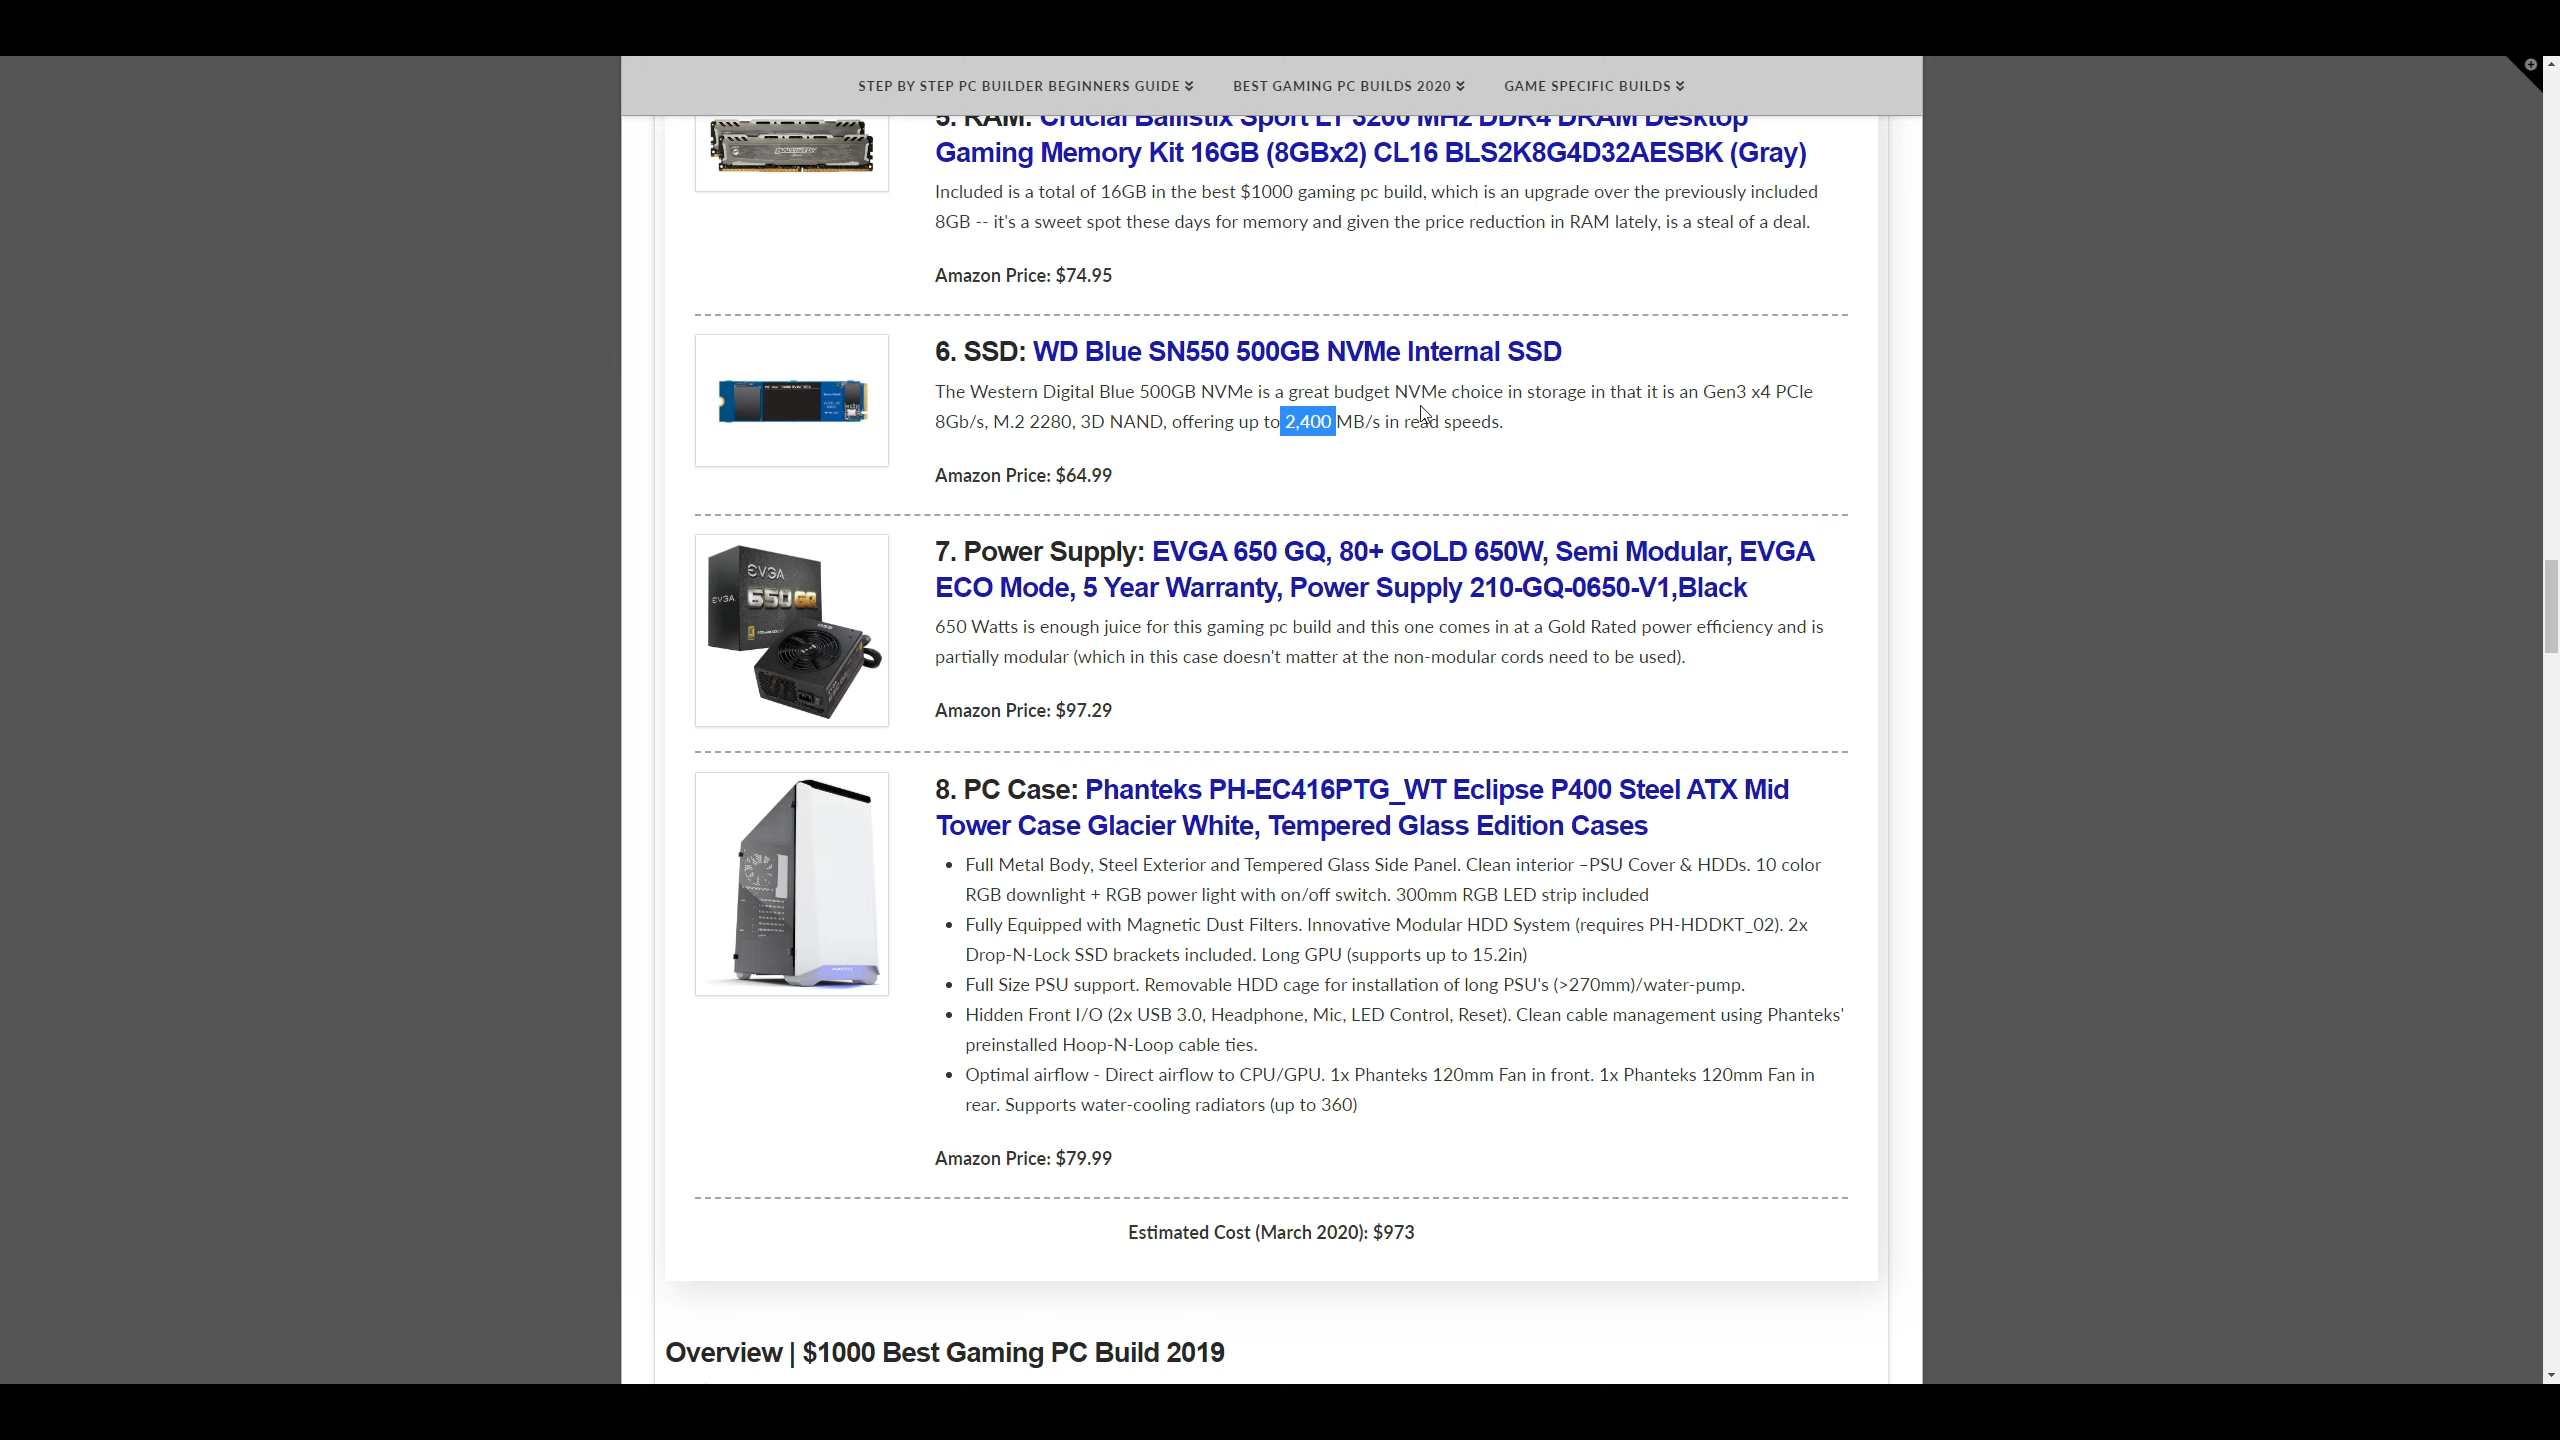 STEP BY STEP PC BUILDER BEGINNERS GUIDE
BEST GAMING PC BUILDS 2020
GAME SPECIFIC BUILDS
5. RAM: Crucial Ballistix Sport LT 3200 MHz DDR4 DRAM Desktop
Gaming Memory Kit 16GB (8GBx2) CL16 BLS2K8G4D32AESBK (Gray)
Included is a total of 16GB in the best $1000 gaming pc build, which is an upgrade over the previously included
8GB -- it's a sweet spot these days for memory and given the price reduction in RAM lately, is a steal of a deal.
Amazon Price: $74.95
6. SSD: WD Blue SN550 500GB NVMe Internal SSD
The Western Digital Blue 500GB NVMe is a great budget NVMe choice in storage in that it is an Gen3 x4 PCIe
8Gb/s, M.2 2280, 3D NAND, offering up to 2,400 MB/s in read speeds.
Amazon Price: $64.99
EVGA
EVGA
650 GQ
7. Power Supply: EVGA 650 GQ, 80+ GOLD 650W, Semi Modular, EVGA
ECO Mode, 5 Year Warranty, Power Supply 210-GQ-0650-V1,Black
650 Watts is enough juice for this gaming pc build and this one comes in at a Gold Rated power efficiency and is
partially modular (which in this case doesn't matter at the non-modular cords need to be used).
Amazon Price: $97.29
8. PC Case: Phanteks PH-EC416PTG_WT Eclipse P400 Steel ATX Mid
Tower Case Glacier White, Tempered Glass Edition Cases
• Full Metal Body, Steel Exterior and Tempered Glass Side Panel. Clean interior –PSU Cover & HDDs. 10 color
RGB downlight + RGB power light with on/off switch. 300mm RGB LED strip included
• Fully Equipped with Magnetic Dust Filters. Innovative Modular HDD System (requires PH-HDDKT_02). 2x
Drop-N-Lock SSD brackets included. Long GPU (supports up to 15.2in)
• Full Size PSU support. Removable HDD cage for installation of long PSU's (>270mm)/water-pump.
• Hidden Front I/O (2x USB 3.0, Headphone, Mic, LED Control, Reset). Clean cable management using Phanteks'
preinstalled Hoop-N-Loop cable ties.
• Optimal airflow - Direct airflow to CPU/GPU. 1x Phanteks 120mm Fan in front. 1x Phanteks 120mm Fan in
rear. Supports water-cooling radiators (up to 360)
Amazon Price: $79.99
Estimated Cost (March 2020): $973
Overview | $1000 Best Gaming PC Build 2019